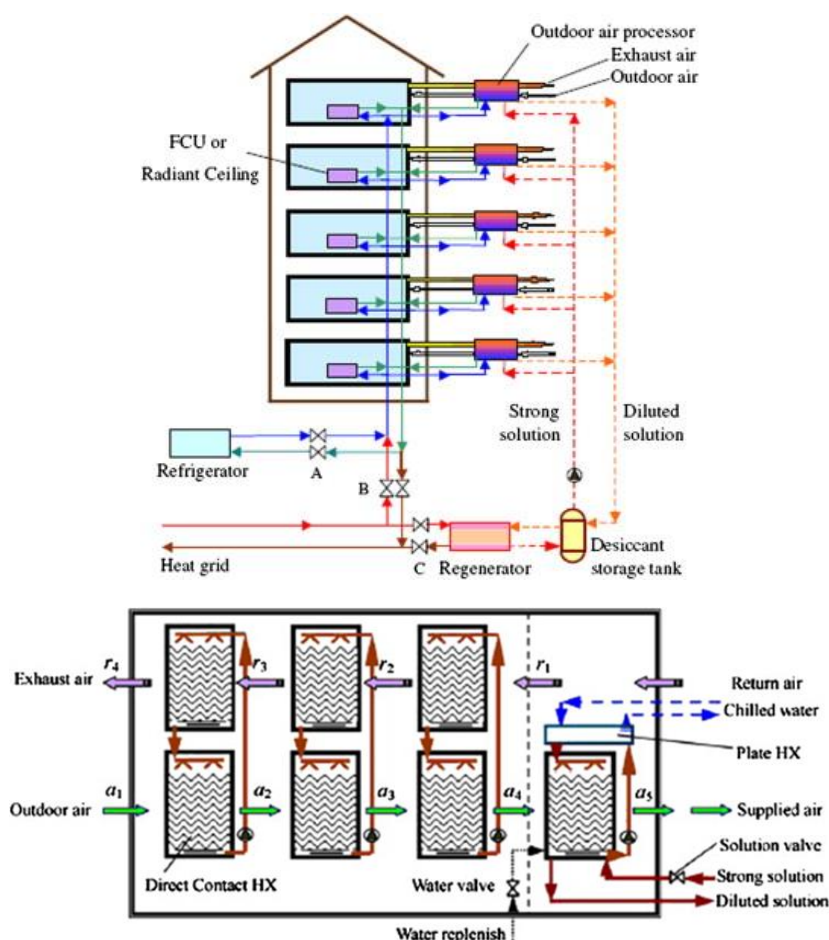 Outdoor air processor
Exhaust air
Outdoor air
FCU or
Radiant Ceiling
Strong
solution
Diluted
solution
Refrigerator
A
B
Heat grid
C
Regenerator
Desiccant
storage tank
r4
r3
r2
r1
Exhaust air
Return air
Chilled water
Plate HX
a1
a2
a3
a4
a5
Outdoor air
Supplied air
Solution valve
Direct Contact HX
Water valve
Strong solution
Diluted solution
Water replenish